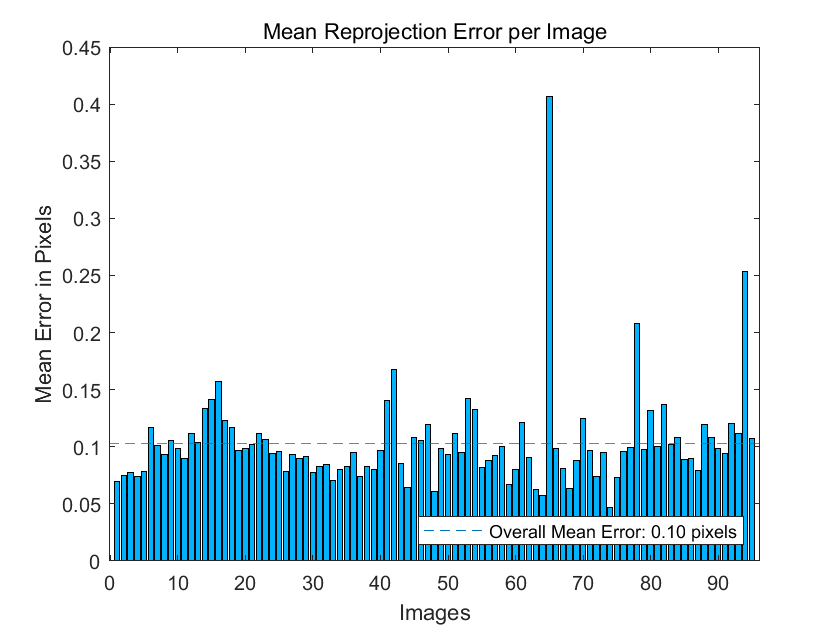 Mean Reprojection Error per Image
0.45
0.4
0.35
0.3
0.25
0.2
0.15
0.1
0.05
0
Mean Error in Pixels
Overall Mean Error: 0.10 pixels
0 10 20 30 40 50 60 70 80 90
Images